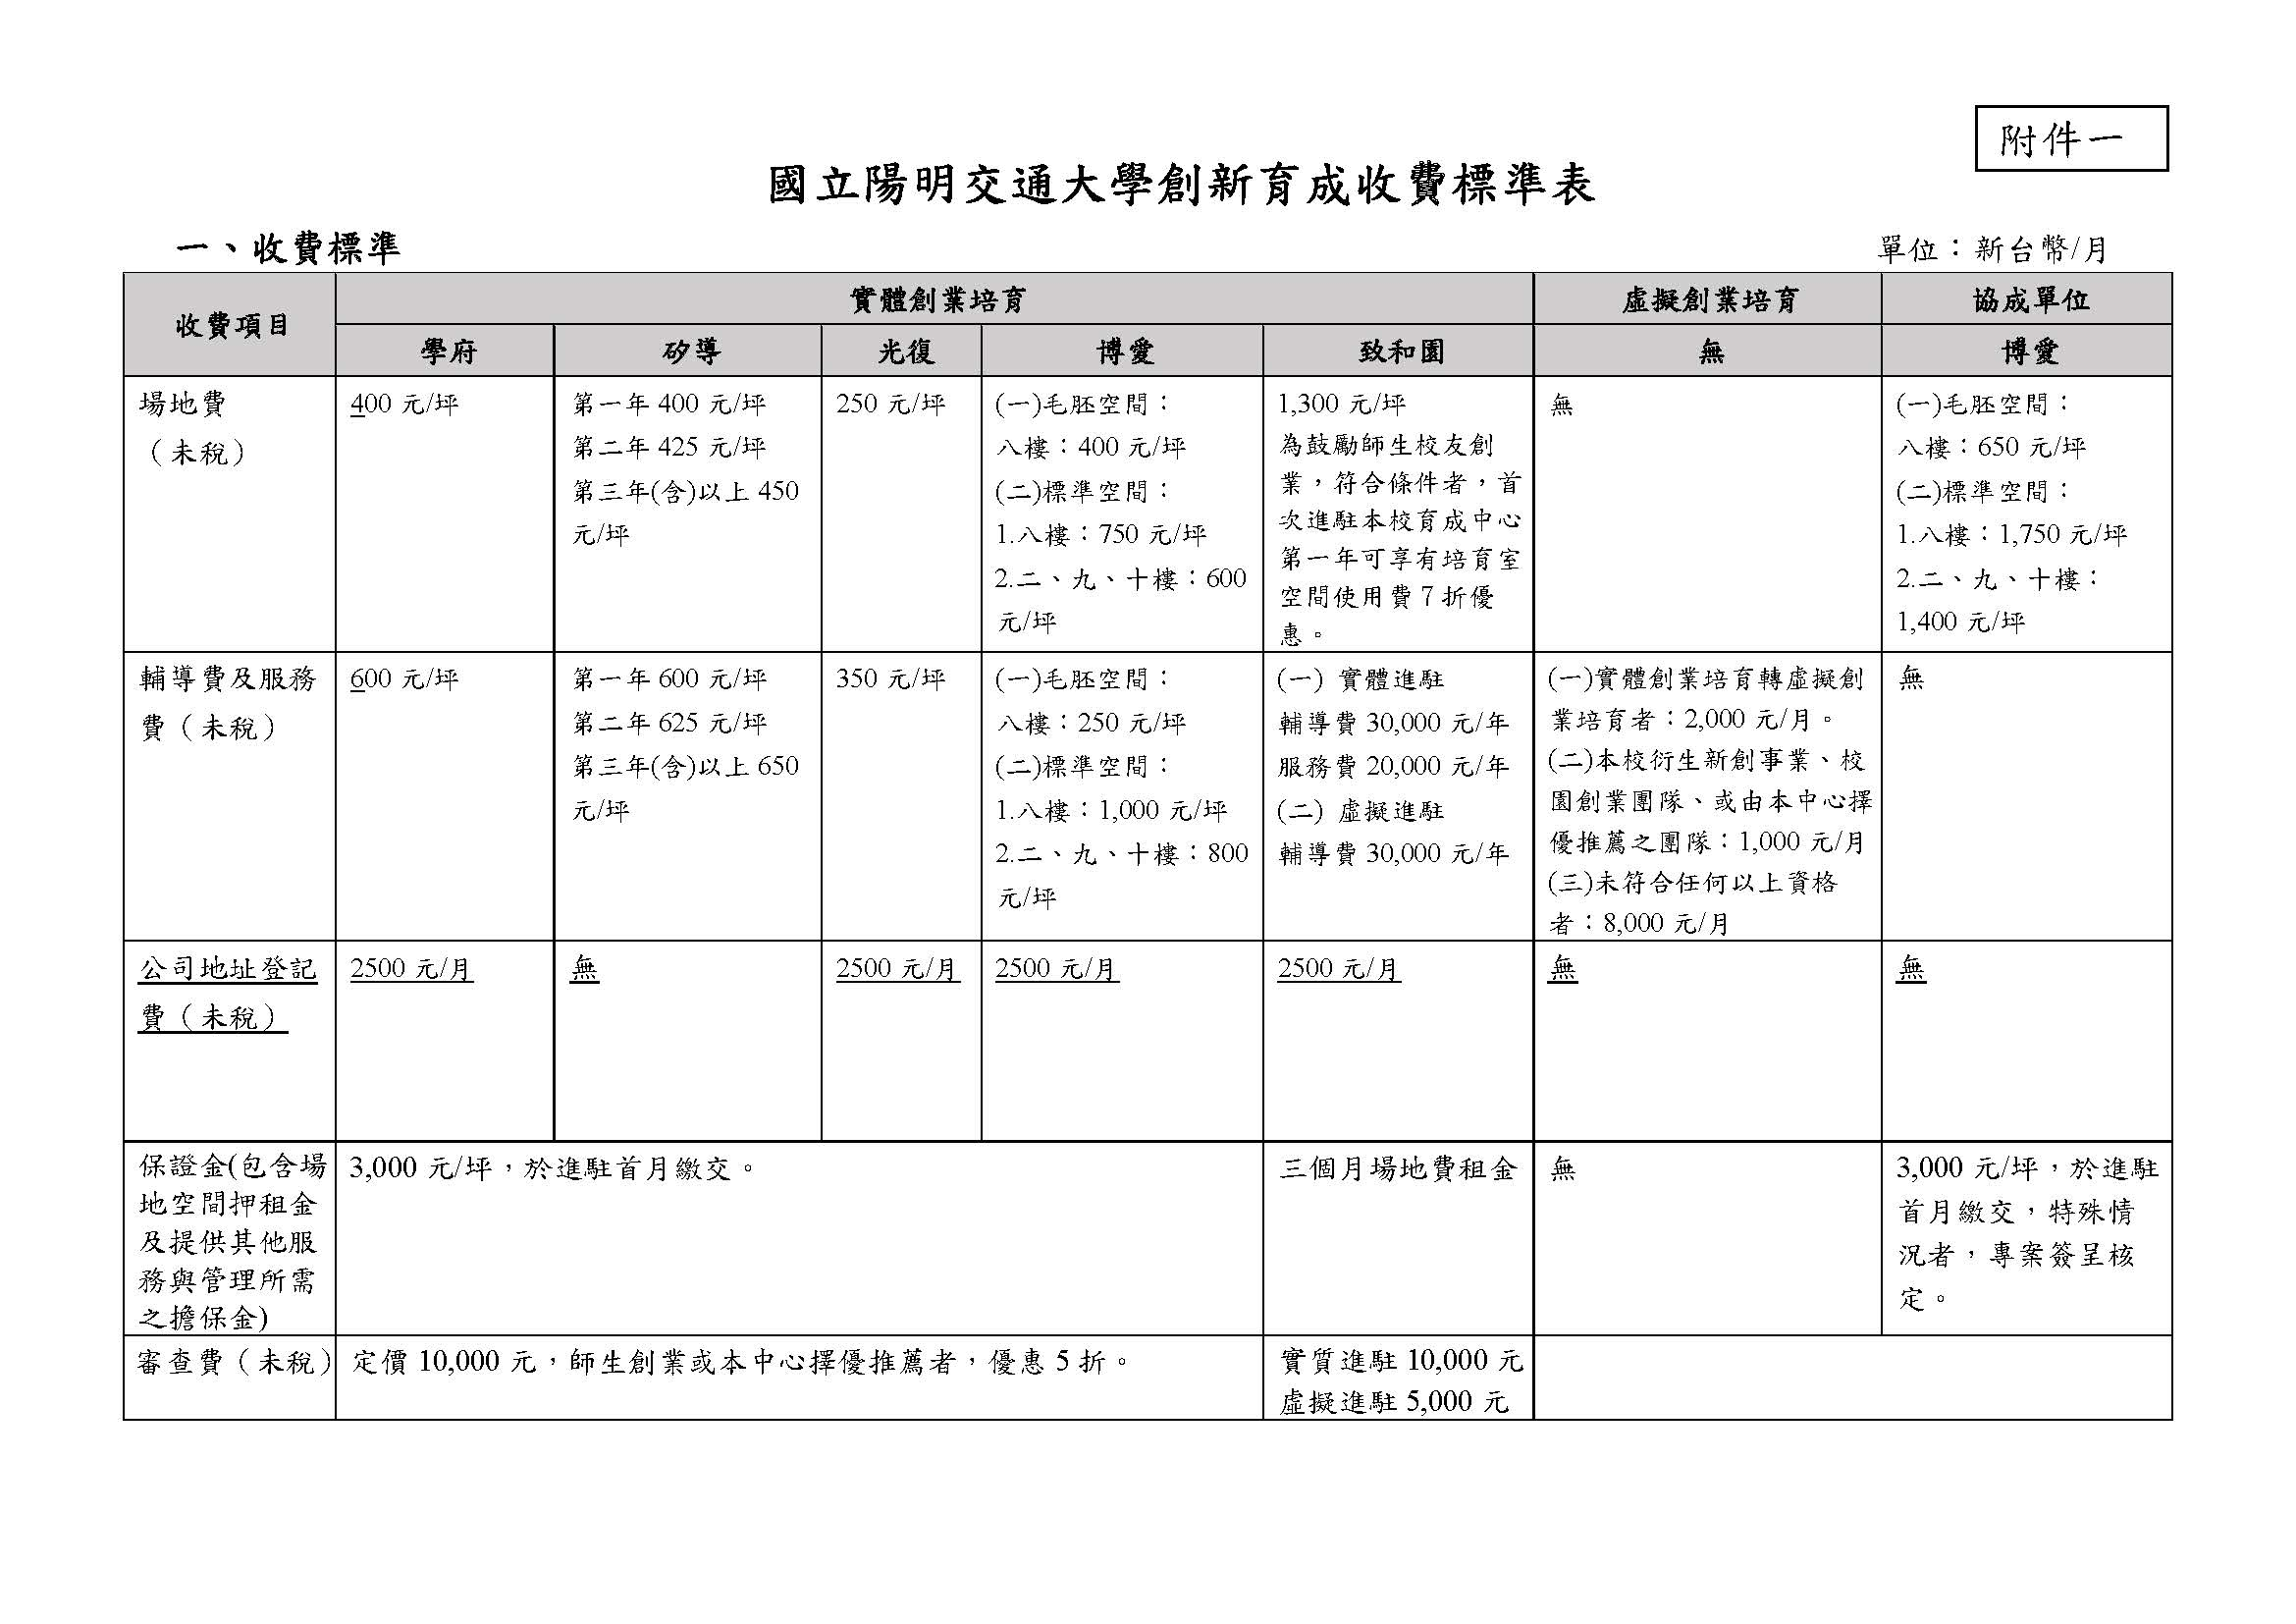 附件一
國立陽明交通大學創新育成收費標準表
一、收費標準
單位：新台幣/月
收費項目
實體創業培育
虛擬創業培育
協成單位
學府
矽導
光復
博愛
致和園
無
博愛
場地費
（未稅）
400 元/坪
第一年 400 元/坪
第二年 425 元/坪
第三年(含)以上 450
元/坪
250 元/坪
(一)毛胚空間：
八樓：400 元/坪
(二)標準空間：
1.八樓：750 元/坪
2.二、九、十樓：600
元/坪
1,300 元/坪
為鼓勵師生校友創
業，符合條件者，首
次進駐本校育成中心
第一年可享有培育室
空間使用費 7 折優
惠。
無
(一)毛胚空間：
八樓：650 元/坪
(二)標準空間：
1.八樓：1,750 元/坪
2.二、九、十樓：
1,400 元/坪
輔導費及服務
費（未稅）
600 元/坪
第一年 600 元/坪
第二年 625 元/坪
第三年(含)以上 650
元/坪
350 元/坪
(一)毛胚空間：
八樓：250 元/坪
(二)標準空間：
1.八樓：1,000 元/坪
2.二、九、十樓：800
元/坪
(一) 實體進駐
輔導費 30,000 元/年
服務費 20,000 元/年
(二) 虛擬進駐
輔導費 30,000 元/年
(一)實體創業培育轉虛擬創
業培育者：2,000 元/月。
(二)本校衍生新創事業、校
園創業團隊、或由本中心擇
優推薦之團隊：1,000 元/月
(三)未符合任何以上資格
者：8,000 元/月
無
公司地址登記
費（未稅）
2500 元/月
無
2500 元/月
2500 元/月
2500 元/月
無
無
保證金(包含場
地空間押租金
及提供其他服
務與管理所需
之擔保金)
3,000 元/坪，於進駐首月繳交。
三個月場地費租金
無
3,000 元/坪，於進駐
首月繳交，特殊情
況者，專案簽呈核
定。
審查費（未稅）
定價 10,000 元，師生創業或本中心擇優推薦者，優惠 5 折。
實質進駐 10,000 元
虛擬進駐 5,000 元